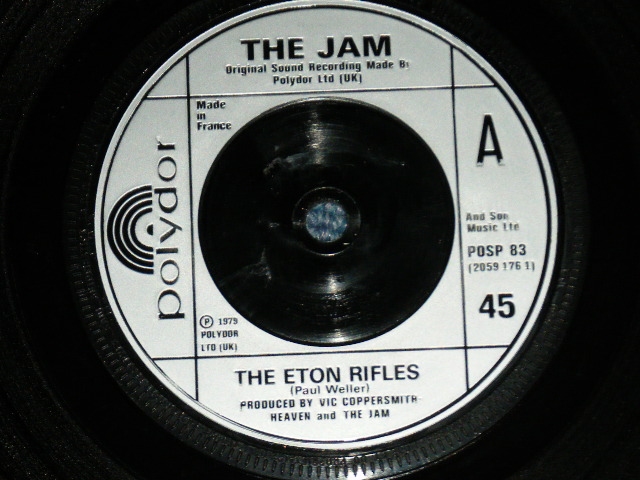 THE JAM
Original Sound Recording Made By
Polydor Ltd (UK)
Made
in
France
A
polydor
And Son
Music Ltd
POSP 83
(2059 176 1)
45
℗ 1979
POLYDOR
LTD (UK)
THE ETON RIFLES
(Paul Weller)
PRODUCED BY VIC COPPERSMITH-
HEAVEN and THE JAM